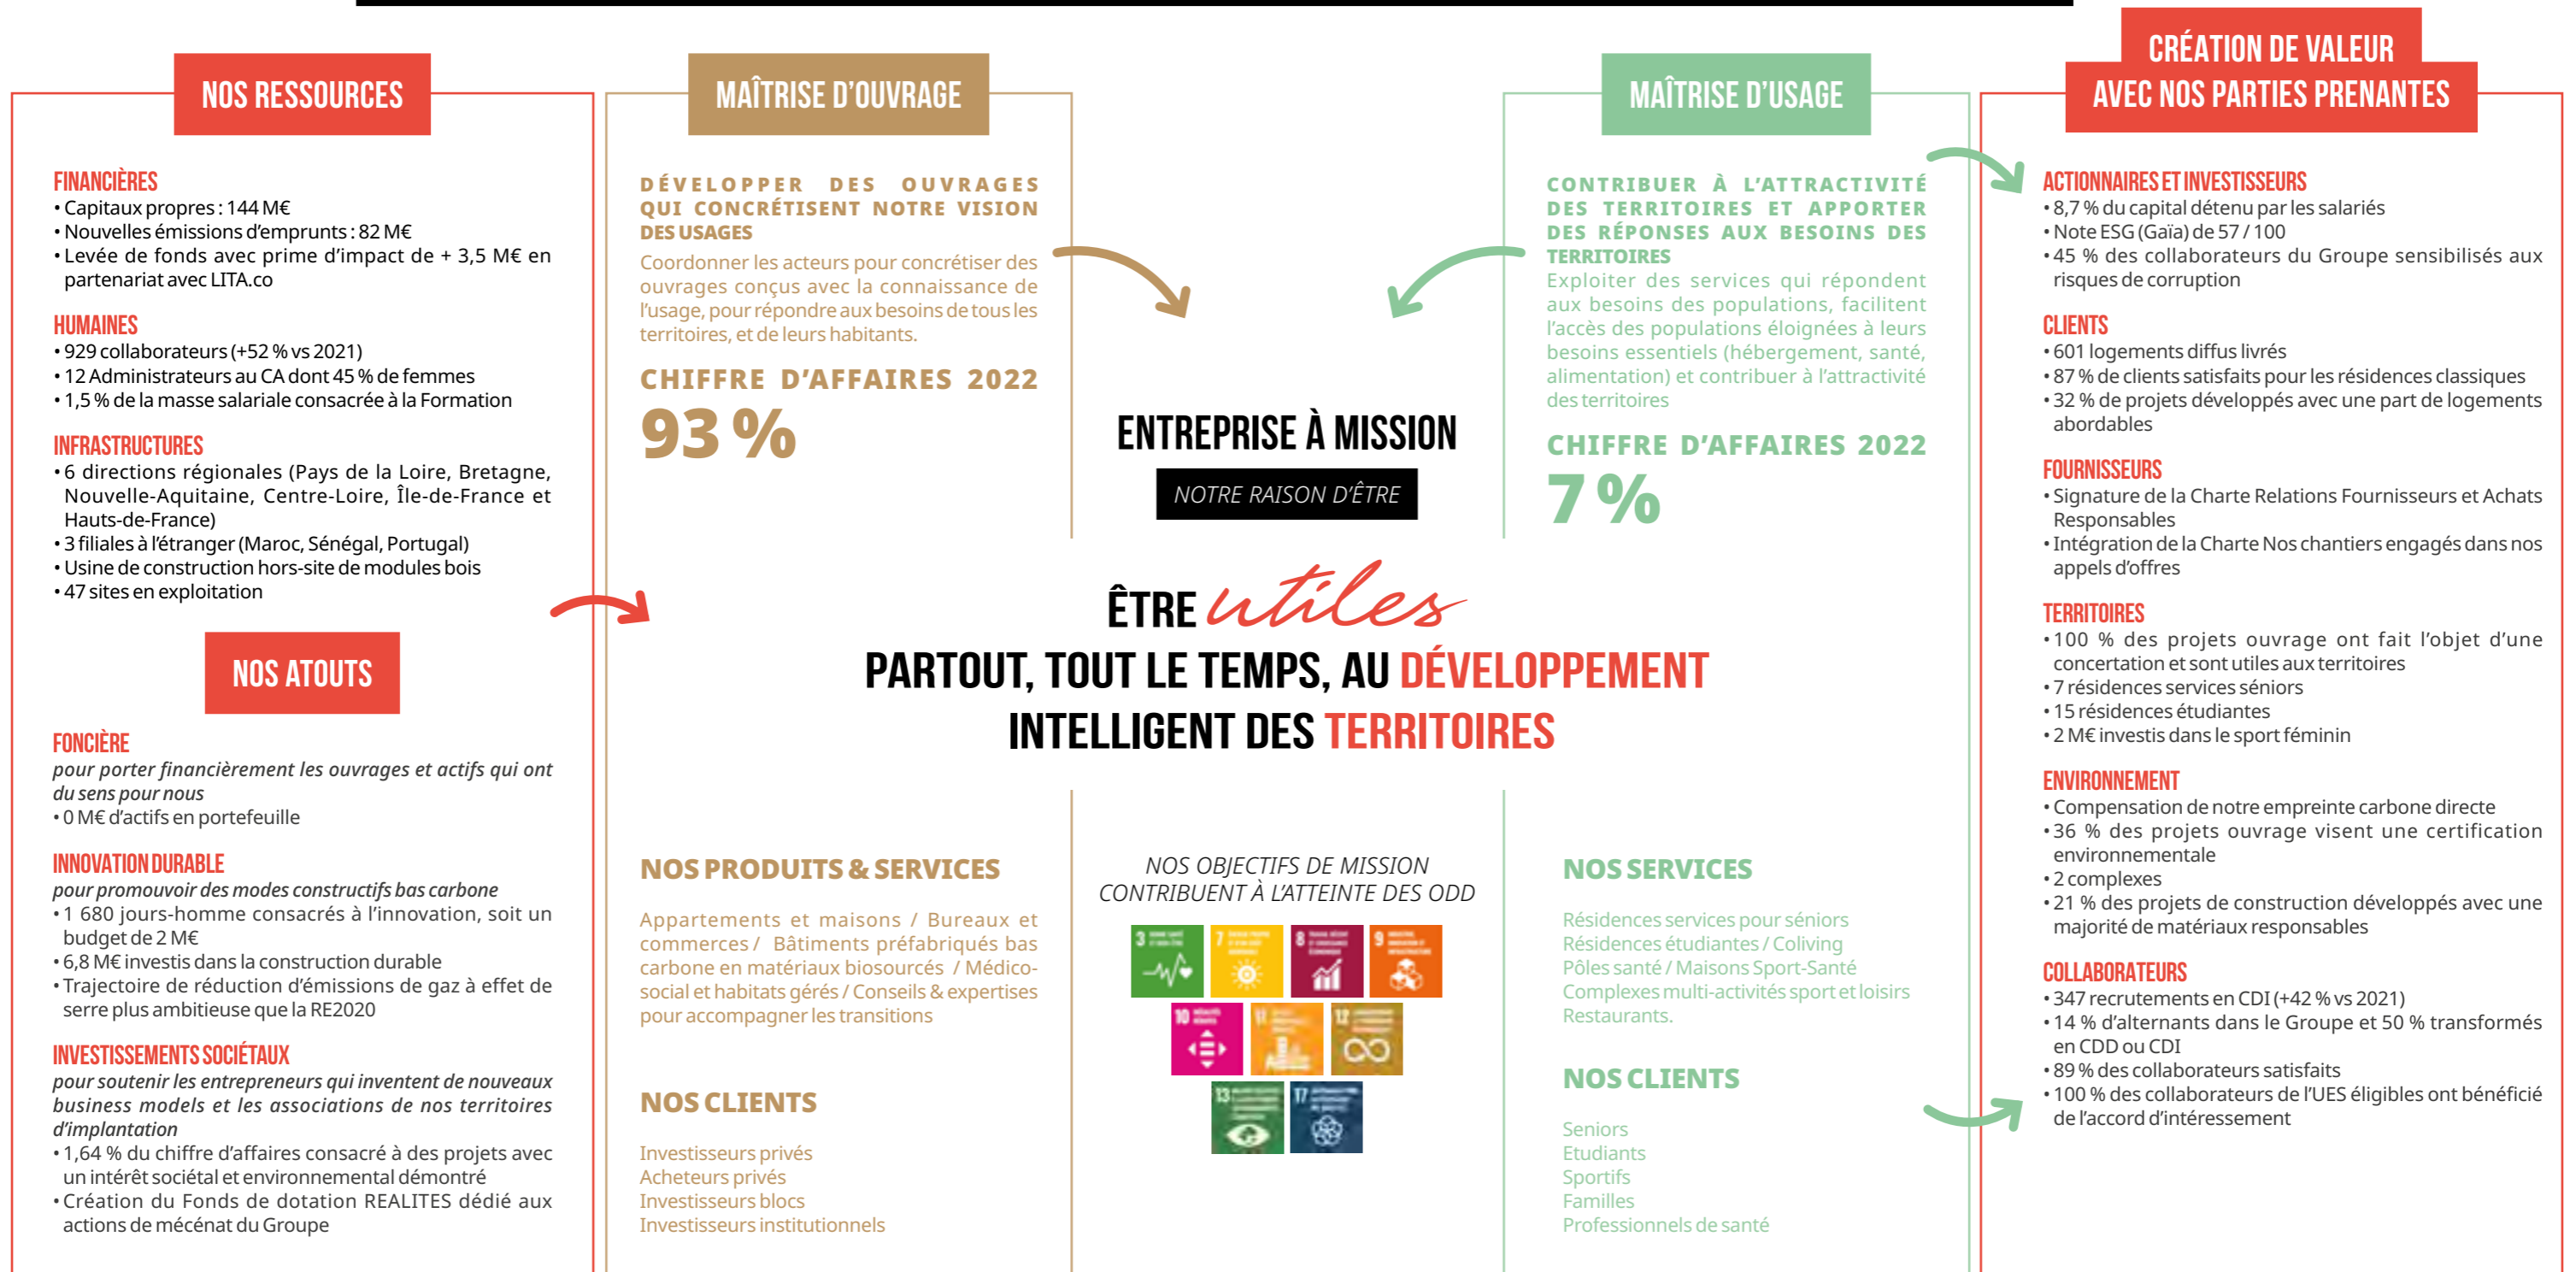 NOS RESSOURCES
FINANCIÈRES
• Capitaux propres : 144 M€
• Nouvelles émissions d'emprunts : 82 M€
• Levée de fonds avec prime d'impact de + 3,5 M€ en
partenariat avec LITA.co
HUMAINES
• 929 collaborateurs (+52 % vs 2021)
• 12 Administrateurs au CA dont 45 % de femmes
• 1,5 % de la masse salariale consacrée à la Formation
INFRASTRUCTURES
• 6 directions régionales (Pays de la Loire, Bretagne,
Nouvelle-Aquitaine, Centre-Loire, Île-de-France et
Hauts-de-France)
• 3 filiales à l'étranger (Maroc, Sénégal, Portugal)
• Usine de construction hors-site de modules bois
• 47 sites en exploitation
NOS ATOUTS
FONCIÈRE
pour porter financièrement les ouvrages et actifs qui ont
du sens pour nous
• 0 M€ d'actifs en portefeuille
INNOVATION DURABLE
pour promouvoir des modes constructifs bas carbone
• 1 680 jours-homme consacrés à l'innovation, soit un
budget de 2 M€
• 6,8 M€ investis dans la construction durable
• Trajectoire de réduction d'émissions de gaz à effet de
serre plus ambitieuse que la RE2020
INVESTISSEMENTS SOCIÉTAUX
pour soutenir les entrepreneurs qui inventent de nouveaux
business models et les associations de nos territoires
d'implantation
• 1,64 % du chiffre d'affaires consacré à des projets avec
un intérêt sociétal et environnemental démontré
• Création du Fonds de dotation REALITES dédié aux
actions de mécénat du Groupe
MAÎTRISE D'OUVRAGE
DÉVELOPPER DES OUVRAGES
QUI CONCRÉTISENT NOTRE VISION
DES USAGES
Coordonner les acteurs pour concrétiser des
ouvrages conçus avec la connaissance de
l'usage, pour répondre aux besoins de tous les
territoires, et de leurs habitants.
CHIFFRE D'AFFAIRES 2022
93 %
ENTREPRISE À MISSION
NOTRE RAISON D'ÊTRE
ÊTRE utiles
PARTOUT, TOUT LE TEMPS, AU DÉVELOPPEMENT
INTELLIGENT DES TERRITOIRES
NOS PRODUITS & SERVICES
Appartements et maisons / Bureaux et
commerces / Bâtiments préfabriqués bas
carbone en matériaux biosourcés / Médico-
social et habitats gérés / Conseils & expertises
pour accompagner les transitions
NOS CLIENTS
Investisseurs privés
Acheteurs privés
Investisseurs blocs
Investisseurs institutionnels
NOS OBJECTIFS DE MISSION
CONTRIBUENT À L'ATTEINTE DES ODD
3
7
8
9
10
11
12
13
17
MAÎTRISE D'USAGE
CONTRIBUER À L'ATTRACTIVITÉ
DES TERRITOIRES ET APPORTER
DES RÉPONSES AUX BESOINS DES
TERRITOIRES
Exploiter des services qui répondent
aux besoins des populations, facilitent
l'accès des populations éloignées à leurs
besoins essentiels (hébergement, santé,
alimentation) et contribuer à l'attractivité
des territoires
CHIFFRE D'AFFAIRES 2022
7 %
NOS SERVICES
Résidences services pour séniors
Résidences étudiantes / Coliving
Pôles santé / Maisons Sport-Santé
Complexes multi-activités sport et loisirs
Restaurants.
NOS CLIENTS
Seniors
Etudiants
Sportifs
Familles
Professionnels de santé
CRÉATION DE VALEUR
AVEC NOS PARTIES PRENANTES
ACTIONNAIRES ET INVESTISSEURS
• 8,7 % du capital détenu par les salariés
• Note ESG (Gaïa) de 57 / 100
• 45 % des collaborateurs du Groupe sensibilisés aux
risques de corruption
CLIENTS
• 601 logements diffus livrés
• 87 % de clients satisfaits pour les résidences classiques
• 32 % de projets développés avec une part de logements
abordables
FOURNISSEURS
• Signature de la Charte Relations Fournisseurs et Achats
Responsables
• Intégration de la Charte Nos chantiers engagés dans nos
appels d'offres
TERRITOIRES
• 100 % des projets ouvrage ont fait l'objet d'une
concertation et sont utiles aux territoires
• 7 résidences services séniors
• 15 résidences étudiantes
• 2 M€ investis dans le sport féminin
ENVIRONNEMENT
• Compensation de notre empreinte carbone directe
• 36 % des projets ouvrage visent une certification
environnementale
• 2 complexes
• 21 % des projets de construction développés avec une
majorité de matériaux responsables
COLLABORATEURS
• 347 recrutements en CDI (+42 % vs 2021)
• 14 % d'alternants dans le Groupe et 50 % transformés
en CDD ou CDI
• 89 % des collaborateurs satisfaits
• 100 % des collaborateurs de l'UES éligibles ont bénéficié
de l'accord d'intéressement